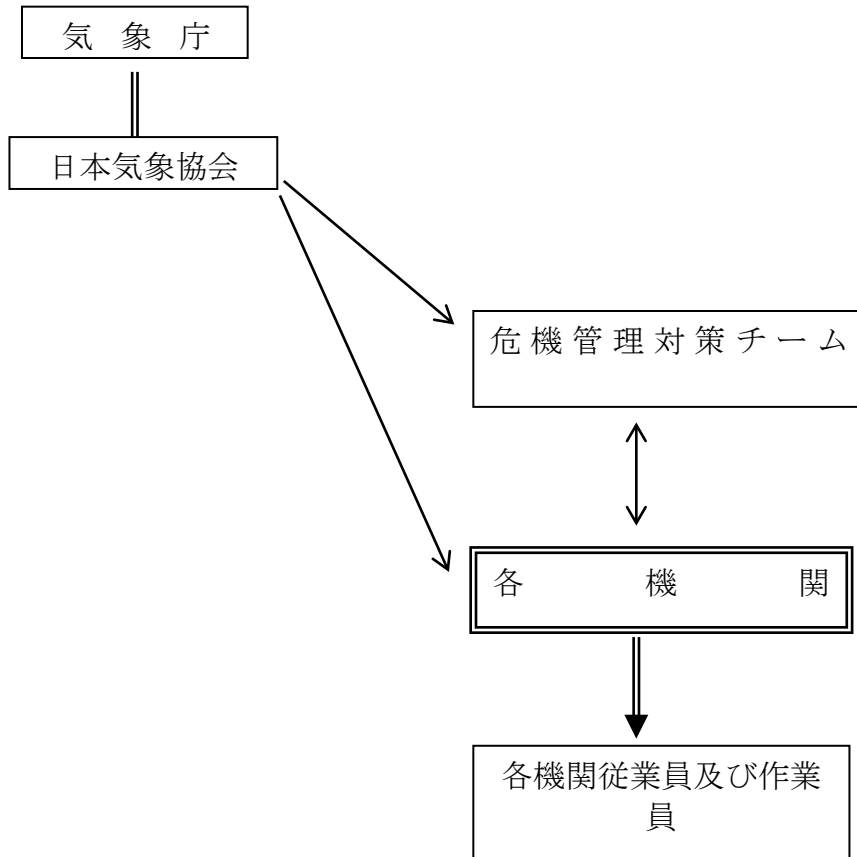 気象庁
日本気象協会
危機管理対策チーム
各機関
各機関従業員及び作業
員